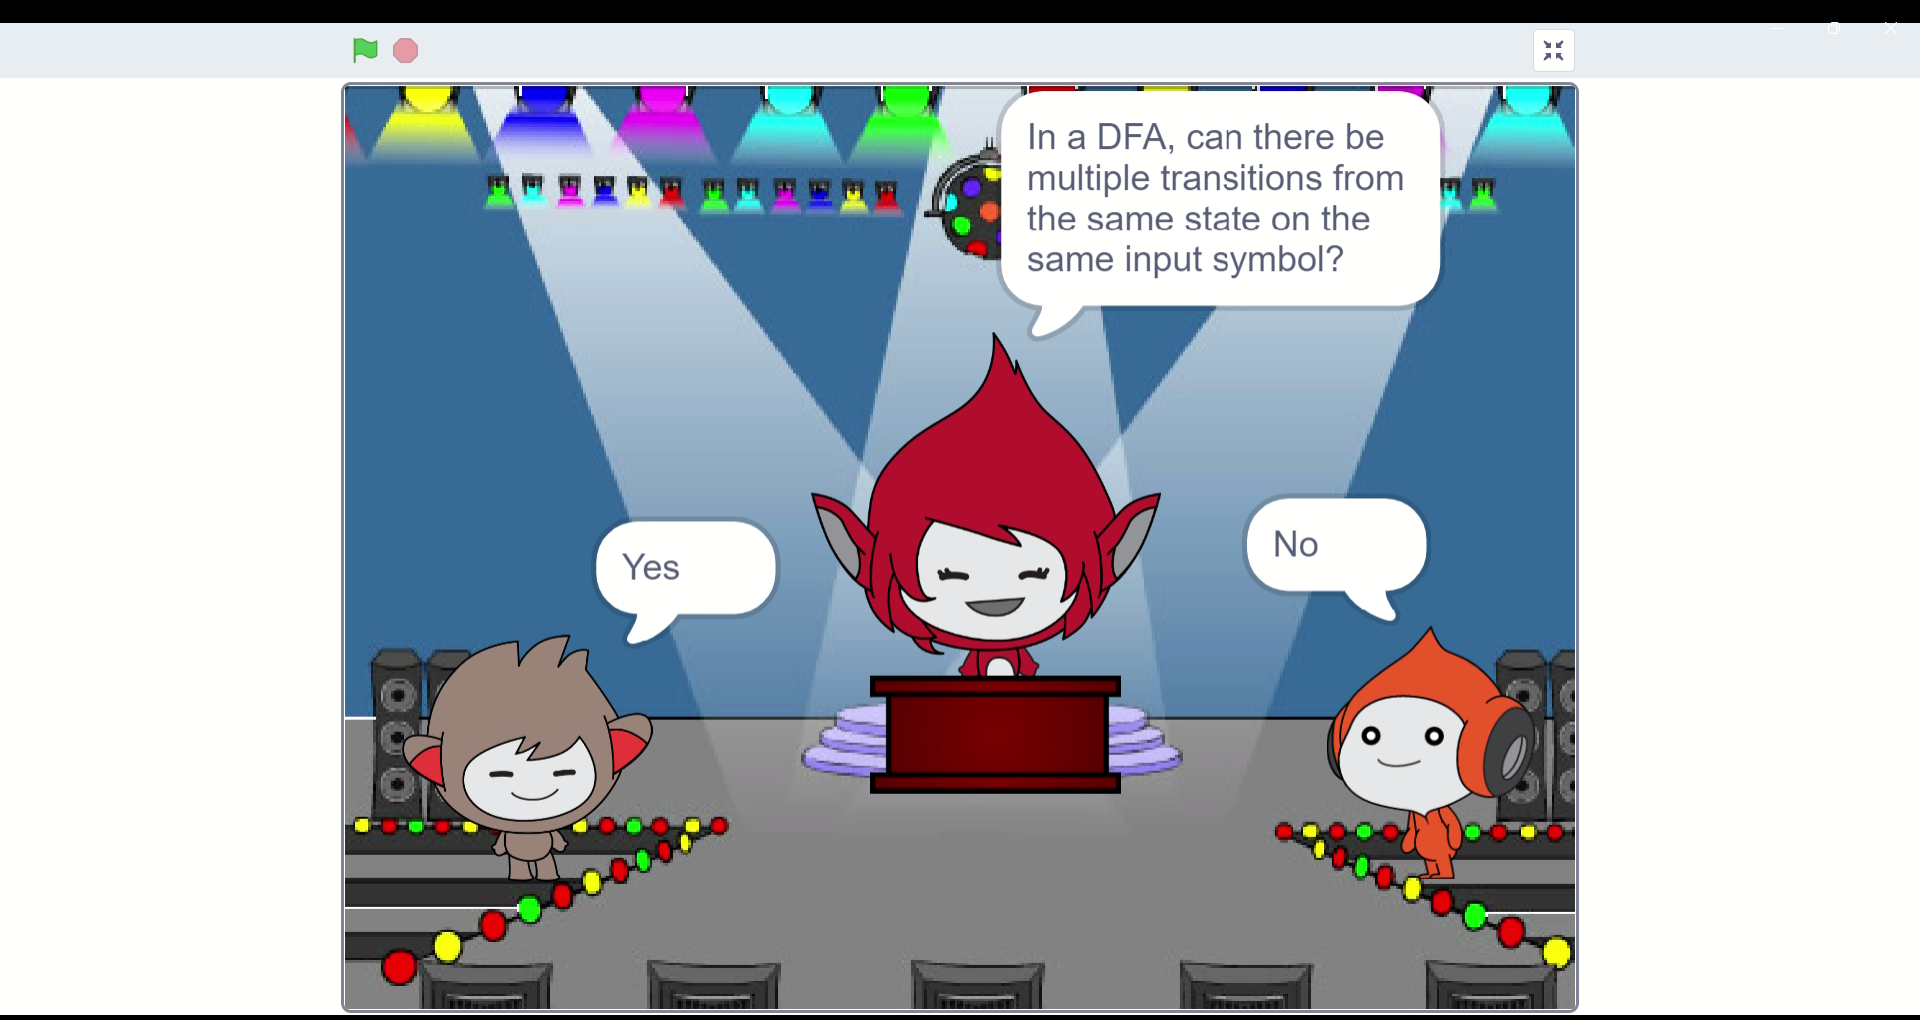 In a DFA, can there be
multiple transitions from
the same state on the
same input symbol?
Yes
No